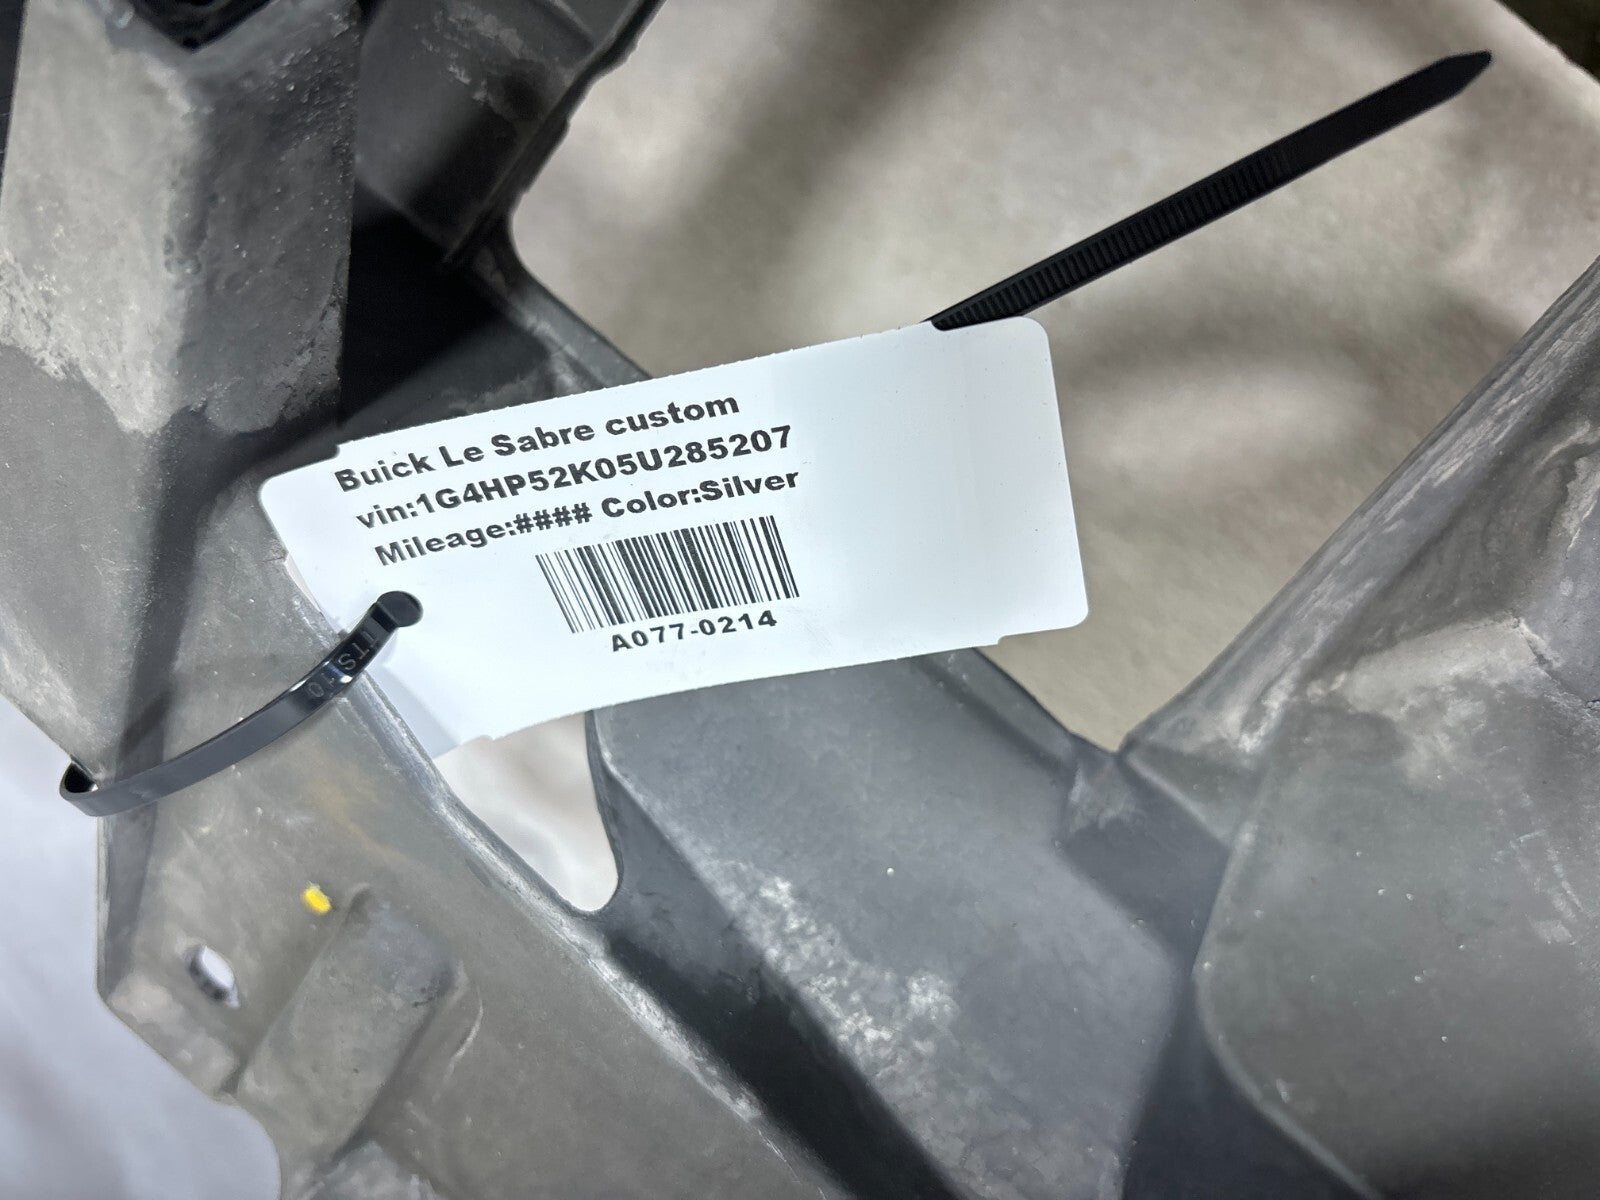 Buick Le Sabre custom
vin:1G4HP52K05U285207
Mileage:#### Color:Silver
A077-0214